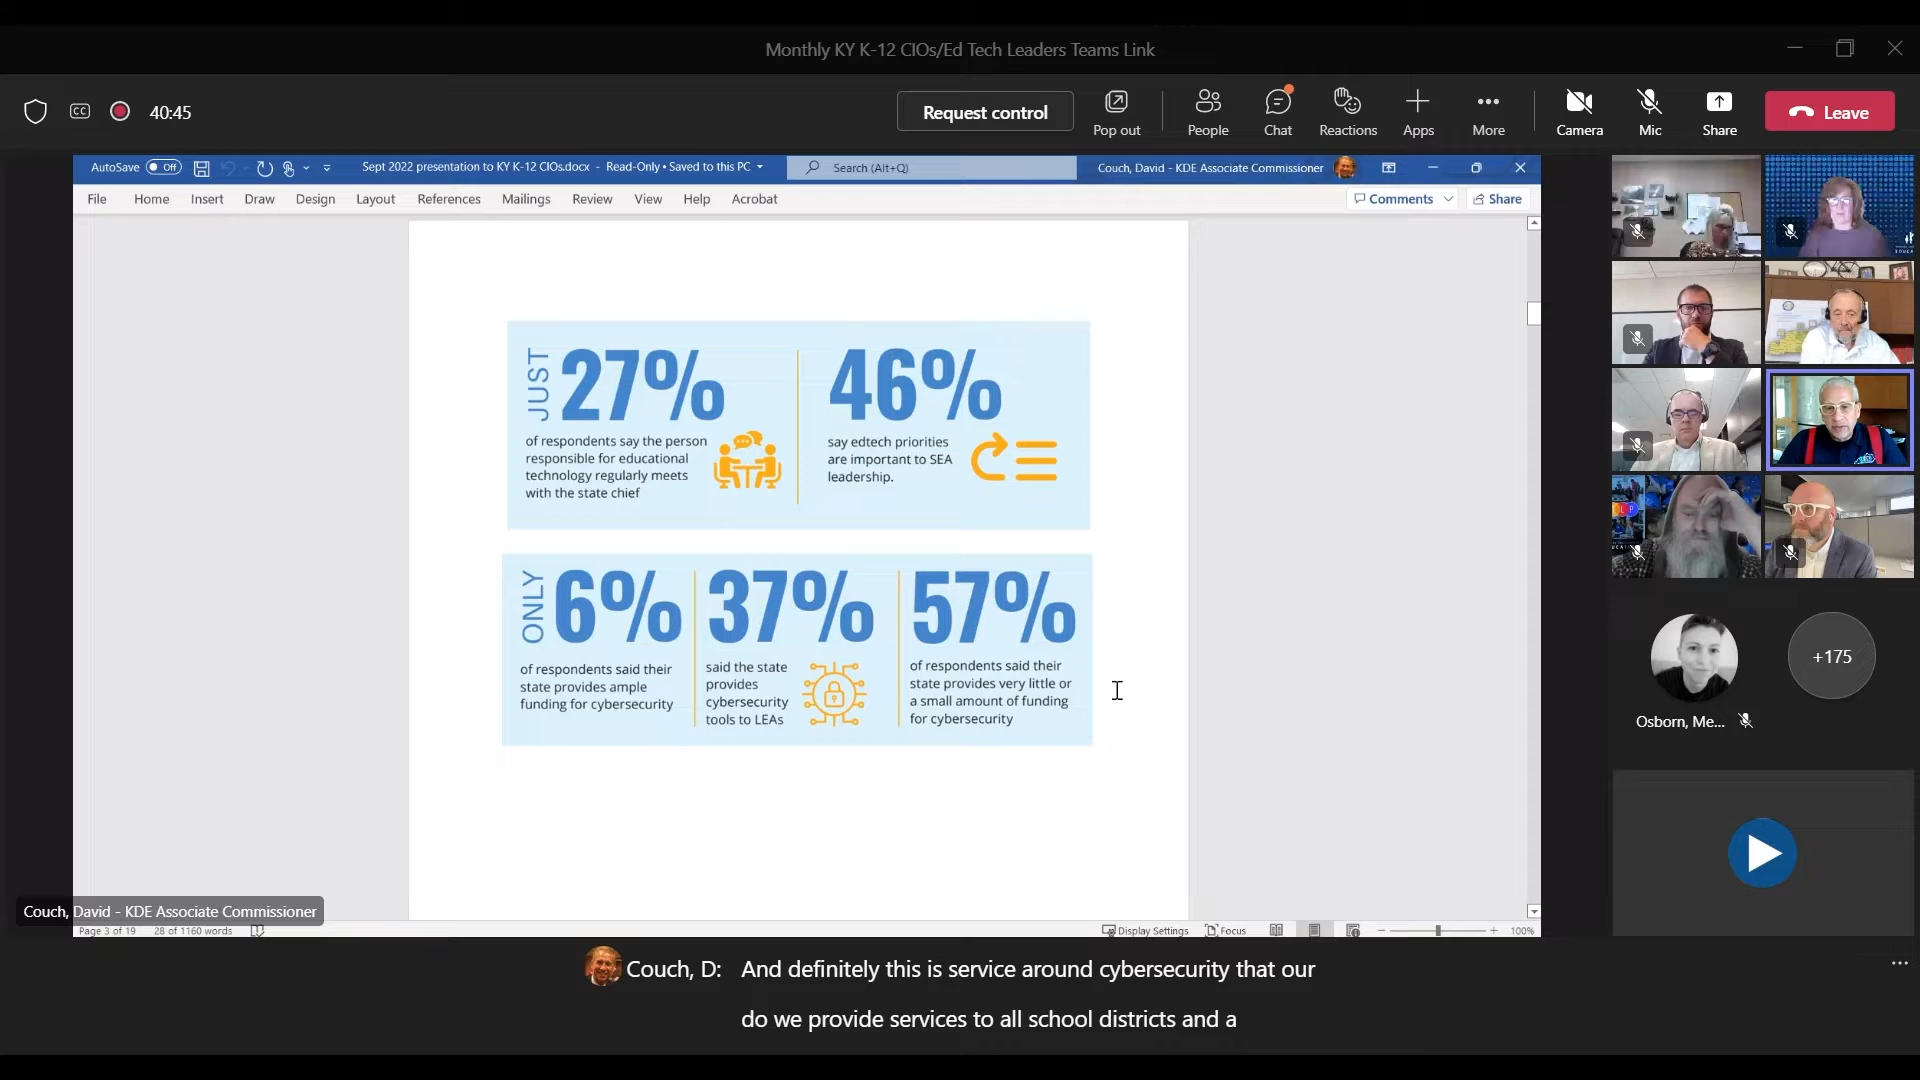 Monthly KY K-12 CIOs/Ed Tech Leaders Teams Link
CC
40:45
Request control
Pop out
People
Chat
Reactions
Apps
More
Camera
Mic
Share
Leave
AutoSave Off
Sept 2022 presentation to KY K-12 CIOs.docx - Read-Only • Saved to this PC
Search (Alt+Q)
Couch, David - KDE Associate Commissioner
File Home Insert Draw Design Layout References Mailings Review View Help Acrobat
Comments
Share
JUST
27%
of respondents say the person
responsible for educational
technology regularly meets
with the state chief
46%
say edtech priorities
are important to SEA
leadership.
ONLY
6%
of respondents said their
state provides ample
funding for cybersecurity
37%
said the state
provides
cybersecurity
tools to LEAs
57%
of respondents said their
state provides very little or
a small amount of funding
for cybersecurity
+175
Osborn, Me...
Couch, David - KDE Associate Commissioner
Page 3 of 19 28 of 1160 words
Display Settings
Focus
100%
Couch, D: And definitely this is service around cybersecurity that our
do we provide services to all school districts and a